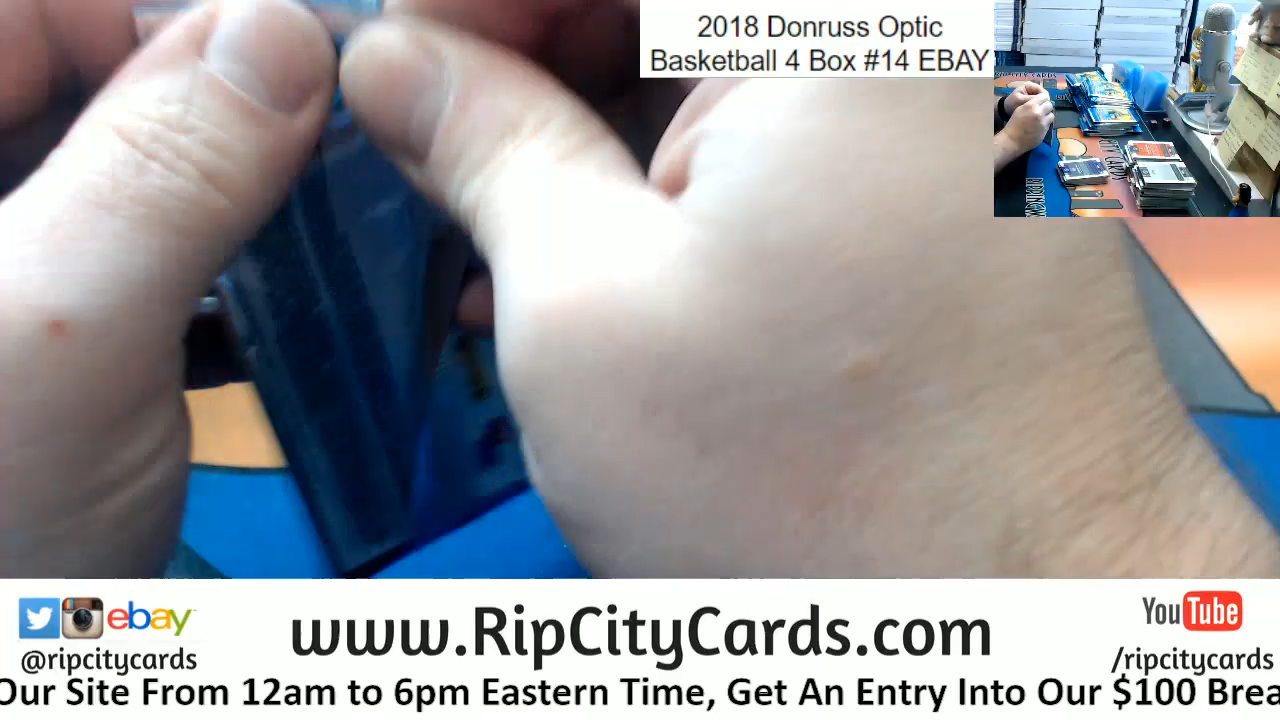 2018 Donruss Optic
Basketball 4 Box #14 EBAY
ebay
www.RipCityCards.com
YouTube
@ripcitycards
/ripcitycards
Our Site From 12am to 6pm Eastern Time, Get An Entry Into Our $100 Brea